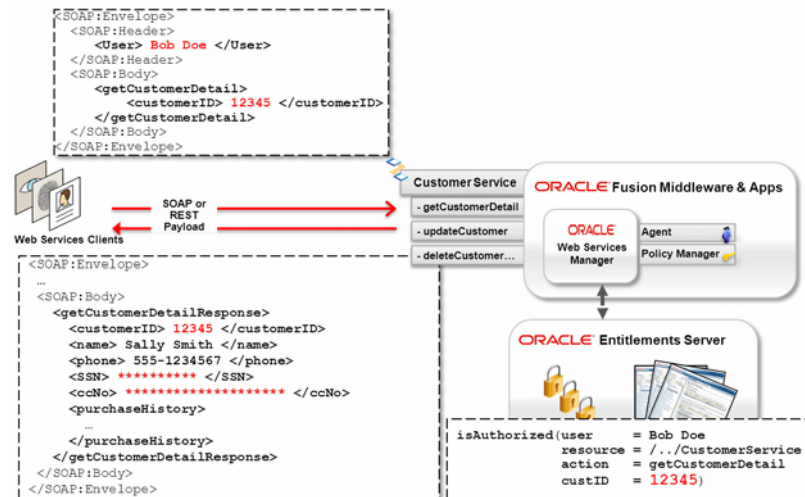 <SOAP:Envelope>
<SOAP:Header>
<User> Bob Doe </User>
</SOAP:Header>
<SOAP:Body>
<getCustomerDetail>
<customerID> 12345 </customerID>
</getCustomerDetail>
</SOAP:Body>
</SOAP:Envelope>
Web Services Clients
SOAP or
REST
Payload
CustomerService
- getCustomerDetail
- updateCustomer
- deleteCustomer...
ORACLE Fusion Middleware & Apps
ORACLE
Web Services
Manager
Agent
Policy Manager
<SOAP:Envelope>
…
<SOAP:Body>
<getCustomerDetailResponse>
<customerID> 12345 </customerID>
<name> Sally Smith </name>
<phone> 555-1234567 </phone>
<SSN> ********** </SSN>
<ccNo> ******************** </ccNo>
<purchaseHistory>
…
</purchaseHistory>
</getCustomerDetailResponse>
</SOAP:Body>
</SOAP:Envelope>
ORACLE Entitlements Server
isAuthorized(user = Bob Doe
resource = /../CustomerService
action = getCustomerDetail
custID = 12345)